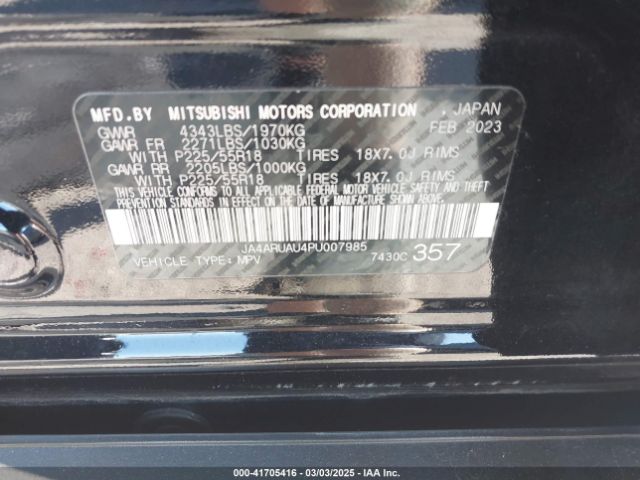 MFD.BY MITSUBISHI MOTORS CORPORATION , JAPAN
GVWR 4343LBS/1970KG FEB 2023
GAWR FR 2271LBS/1030KG
WITH P225/55R18 TIRES 18X7.0J RIMS
GAWR RR 2205LBS/1000KG
WITH P225/55R18 TIRES 18X7.0J RIMS
THIS VEHICLE CONFORMS TO ALL APPLICABLE FEDERAL MOTOR VEHICLE SAFETY AND THEFT
PREVENTION STANDARDS IN EFFECT ON THE DATE OF MANUFACTURE SHOWN ABOVE.
JA4ARUAU4PU007985
VEHICLE TYPE: MPV 7430C 357
000-41705416 - 03/03/2025 - IAA Inc.